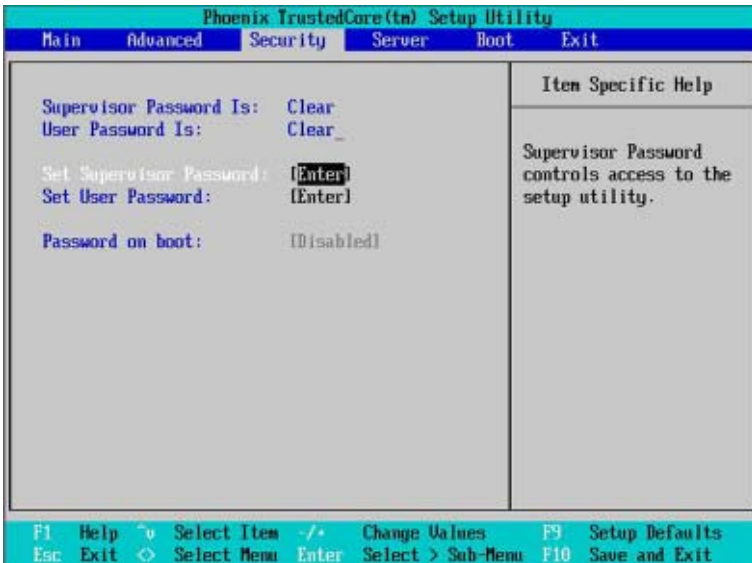 Phoenix TrustedCore(tm) Setup Utility
Main Advanced Security Server Boot Exit
Supervisor Password Is: Clear
User Password Is: Clear_
Set Supervisor Password: [Enter]
Set User Password: [Enter]
Password on boot: [Disabled]
Item Specific Help
Supervisor Password
controls access to the
setup utility.
F1 Help ^v Select Item -/+ Change Values F9 Setup Defaults
Esc Exit <> Select Menu Enter Select > Sub-Menu F10 Save and Exit